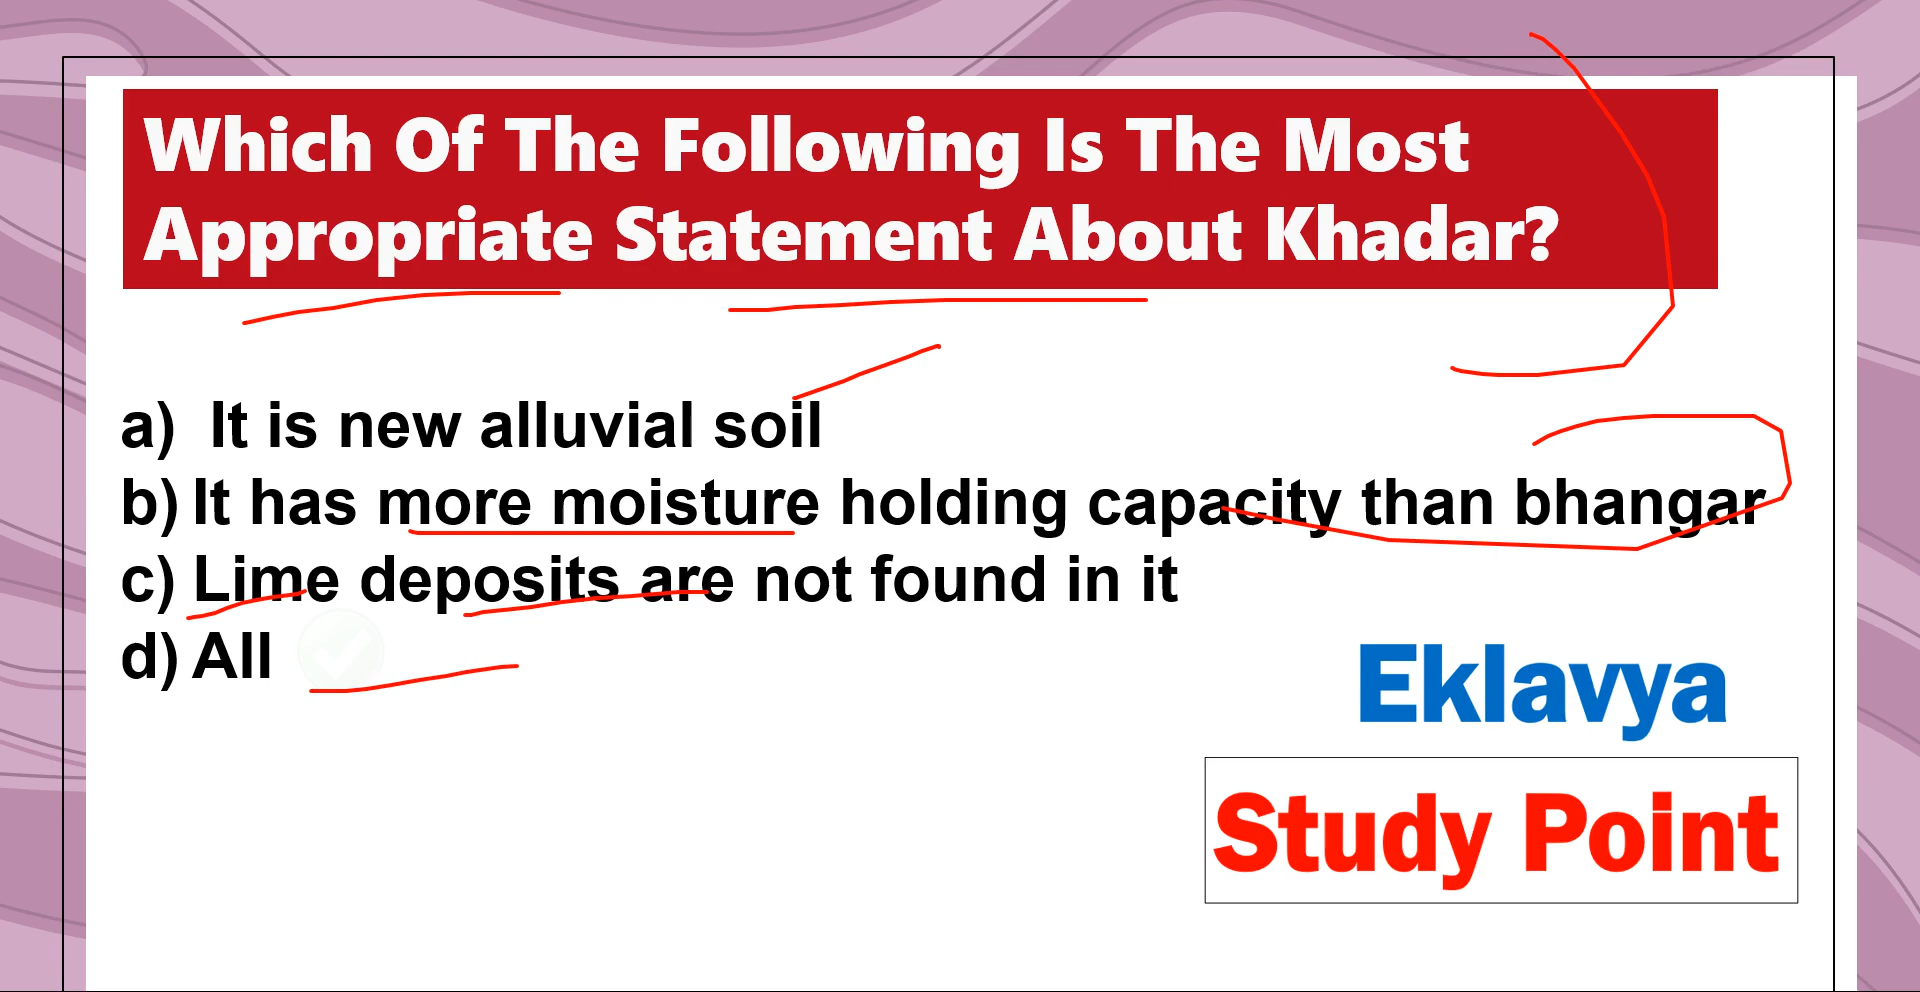 Which Of The Following Is The Most
Appropriate Statement About Khadar?
a) It is new alluvial soil
b) It has more moisture holding capacity than bhangar
c) Lime deposits are not found in it
d) All
Eklavya
Study Point